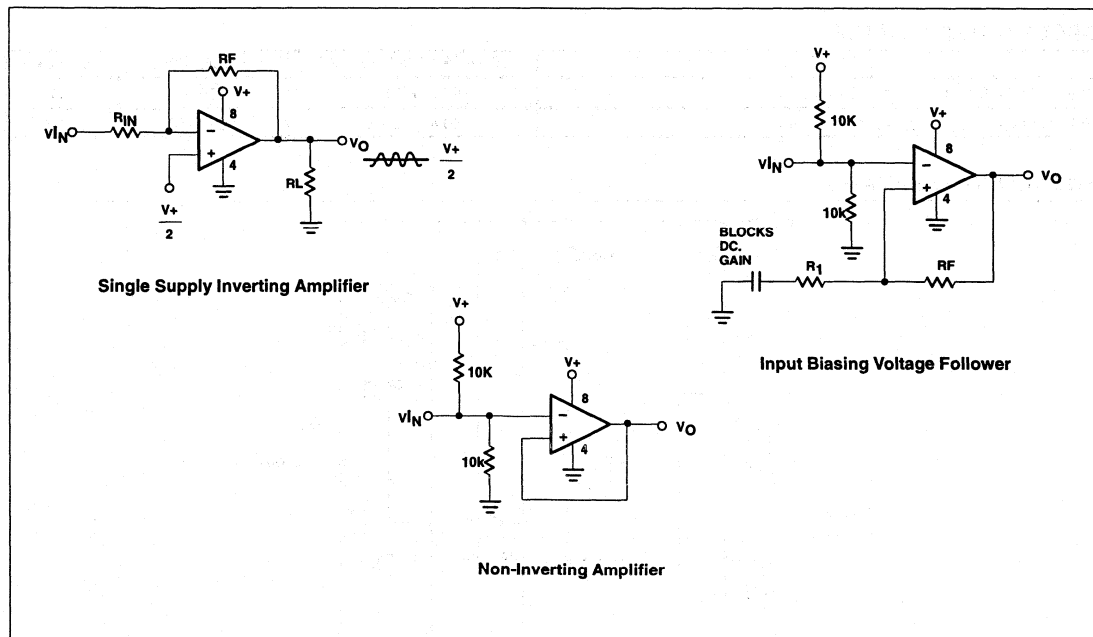 RF
V+
8
RIN
vIN
−
+
4
vO
V+
2
RL
V+
2
Single Supply Inverting Amplifier
V+
10K
V+
8
vIN
−
+
4
vO
10k
BLOCKS
DC.
GAIN
R1
RF
Input Biasing Voltage Follower
V+
10K
V+
8
vIN
−
+
4
vO
10k
Non-Inverting Amplifier